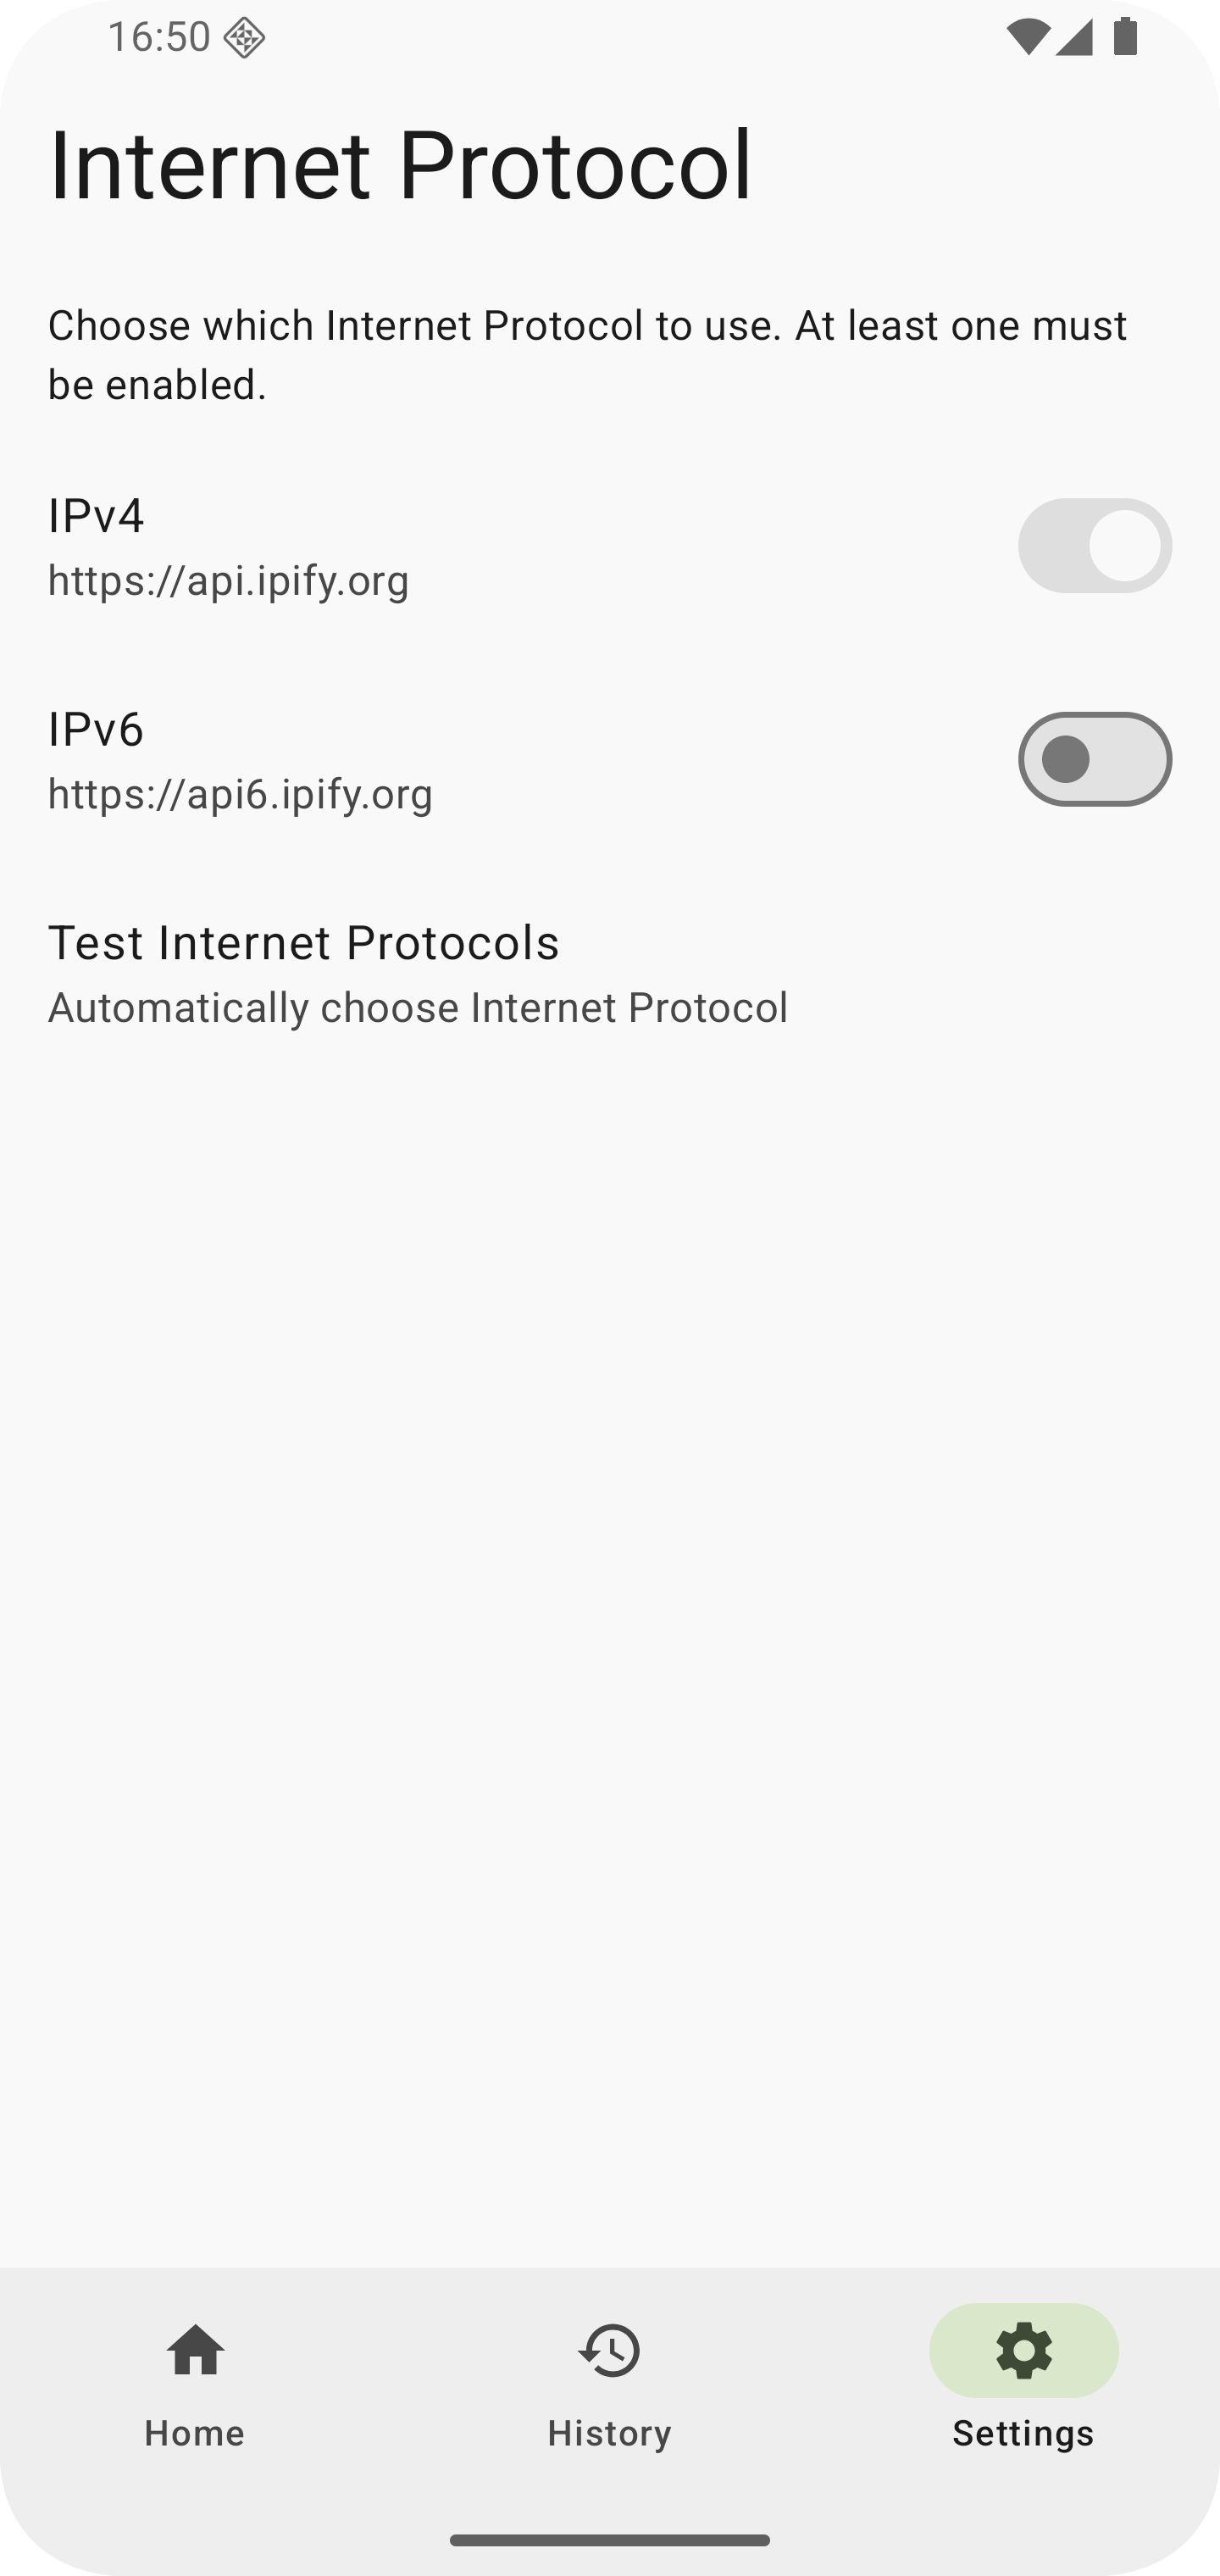 16:50
Internet Protocol
Choose which Internet Protocol to use. At least one must
be enabled.
IPv4
https://api.ipify.org
IPv6
https://api6.ipify.org
Test Internet Protocols
Automatically choose Internet Protocol
Home
History
Settings